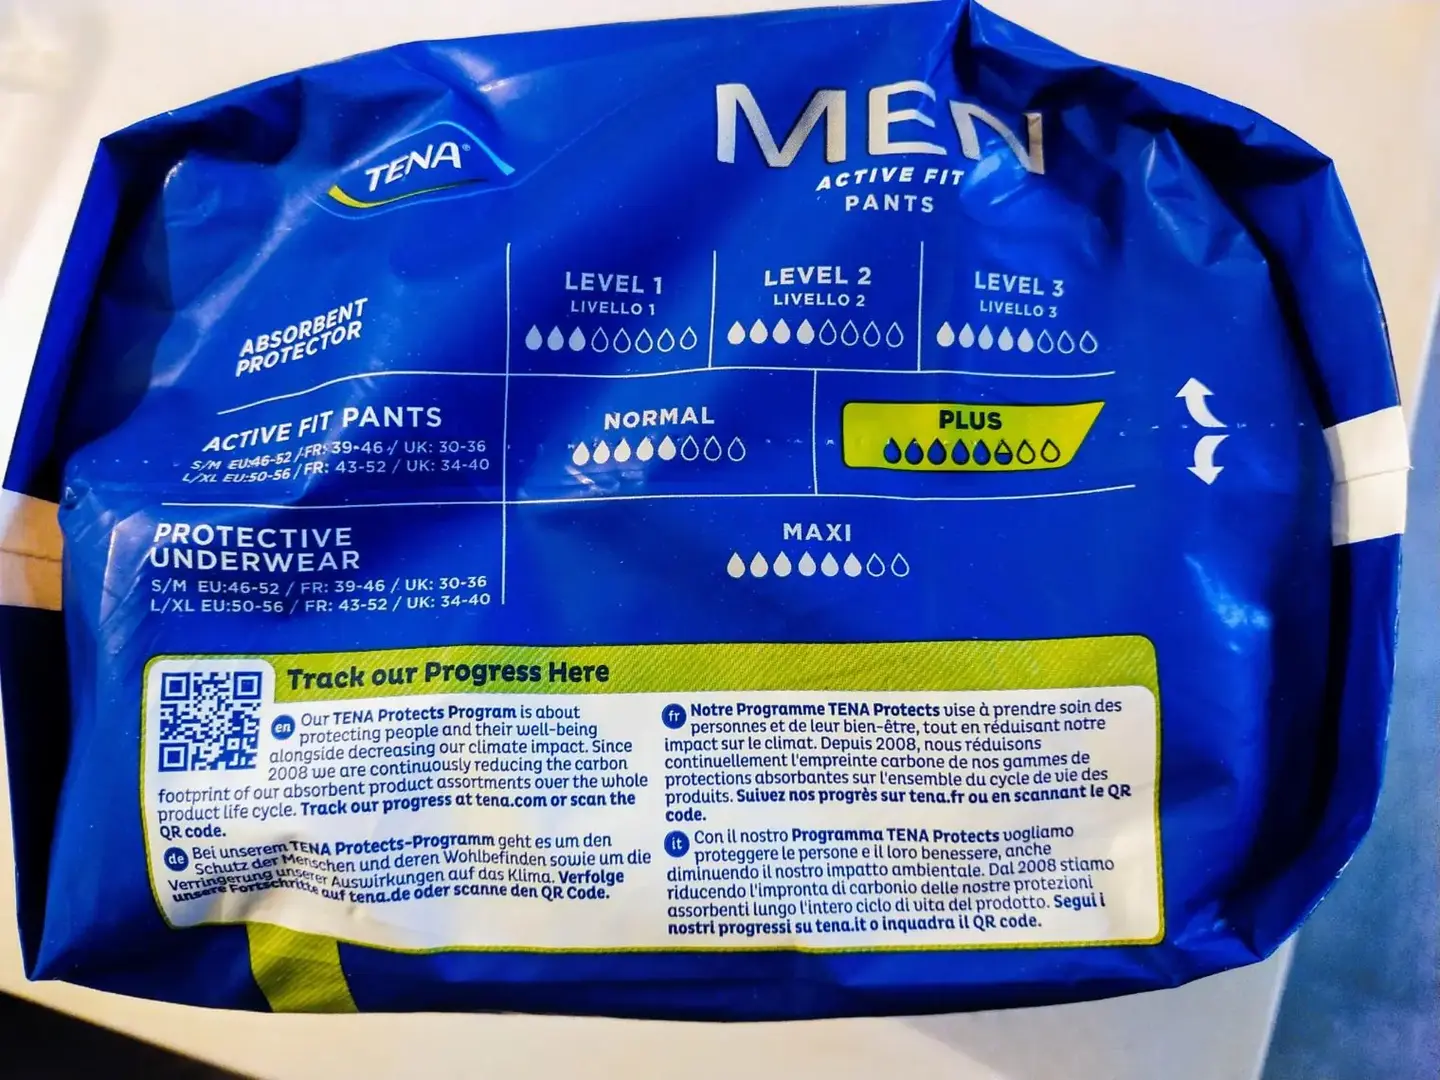 TENA®
MEN
ACTIVE FIT
PANTS
ABSORBENT
PROTECTOR
LEVEL 1
LIVELLO 1
LEVEL 2
LIVELLO 2
LEVEL 3
LIVELLO 3
ACTIVE FIT PANTS
S/M EU:46-52 / FR: 39-46 / UK: 30-36
L/XL EU:50-56 / FR: 43-52 / UK: 34-40
NORMAL
PLUS
PROTECTIVE
UNDERWEAR
S/M EU:46-52 / FR: 39-46 / UK: 30-36
L/XL EU:50-56 / FR: 43-52 / UK: 34-40
MAXI
Track our Progress Here
en Our TENA Protects Program is about
protecting people and their well-being
alongside decreasing our climate impact. Since
2008 we are continuously reducing the carbon
footprint of our absorbent product assortments over the whole
product life cycle. Track our progress at tena.com or scan the
QR code.
de Bei unserem TENA Protects-Programm geht es um den
Schutz der Menschen und deren Wohlbefinden sowie um die
Verringerung unserer Auswirkungen auf das Klima. Verfolge
unsere Fortschritte auf tena.de oder scanne den QR Code.
fr Notre Programme TENA Protects vise à prendre soin des
personnes et de leur bien-être, tout en réduisant notre
impact sur le climat. Depuis 2008, nous réduisons
continuellement l'empreinte carbone de nos gammes de
protections absorbantes sur l'ensemble du cycle de vie des
produits. Suivez nos progrès sur tena.fr ou en scannant le QR
code.
it Con il nostro Programma TENA Protects vogliamo
proteggere le persone e il loro benessere, anche
diminuendo il nostro impatto ambientale. Dal 2008 stiamo
riducendo l'impronta di carbonio delle nostre protezioni
assorbenti lungo l'intero ciclo di vita del prodotto. Segui i
nostri progressi su tena.it o inquadra il QR code.